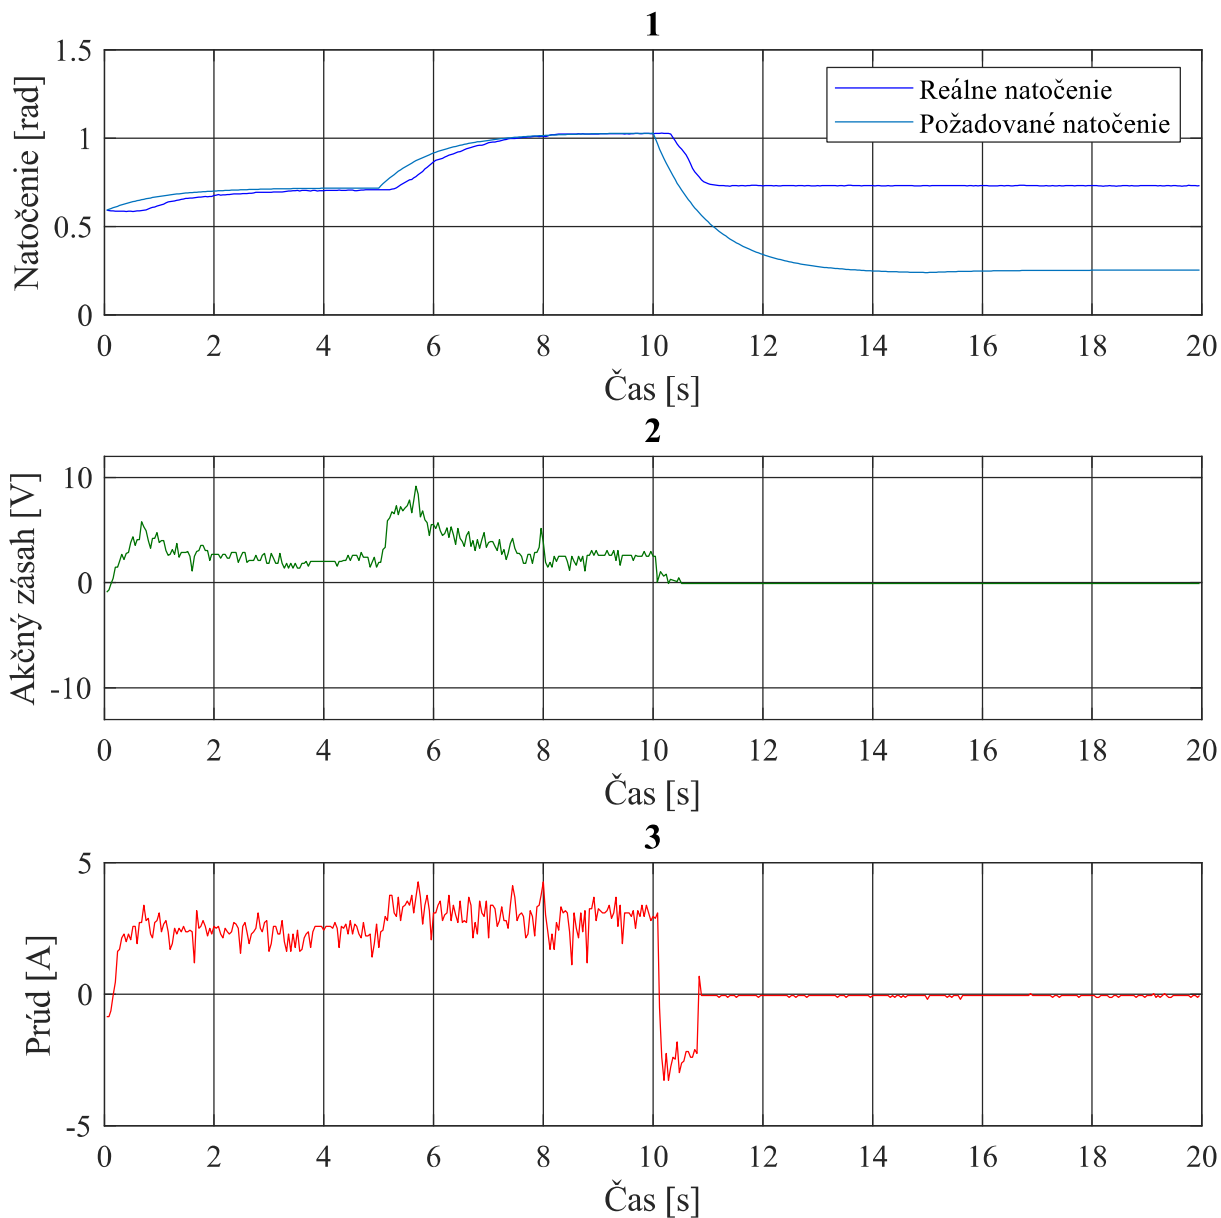 1
Natočenie [rad]
1.5
1
0.5
0
Reálne natočenie
Požadované natočenie
0 2 4 6 8 10 12 14 16 18 20
Čas [s]
2
Akčný zásah [V]
10
0
-10
0 2 4 6 8 10 12 14 16 18 20
Čas [s]
3
Prúd [A]
5
0
-5
0 2 4 6 8 10 12 14 16 18 20
Čas [s]